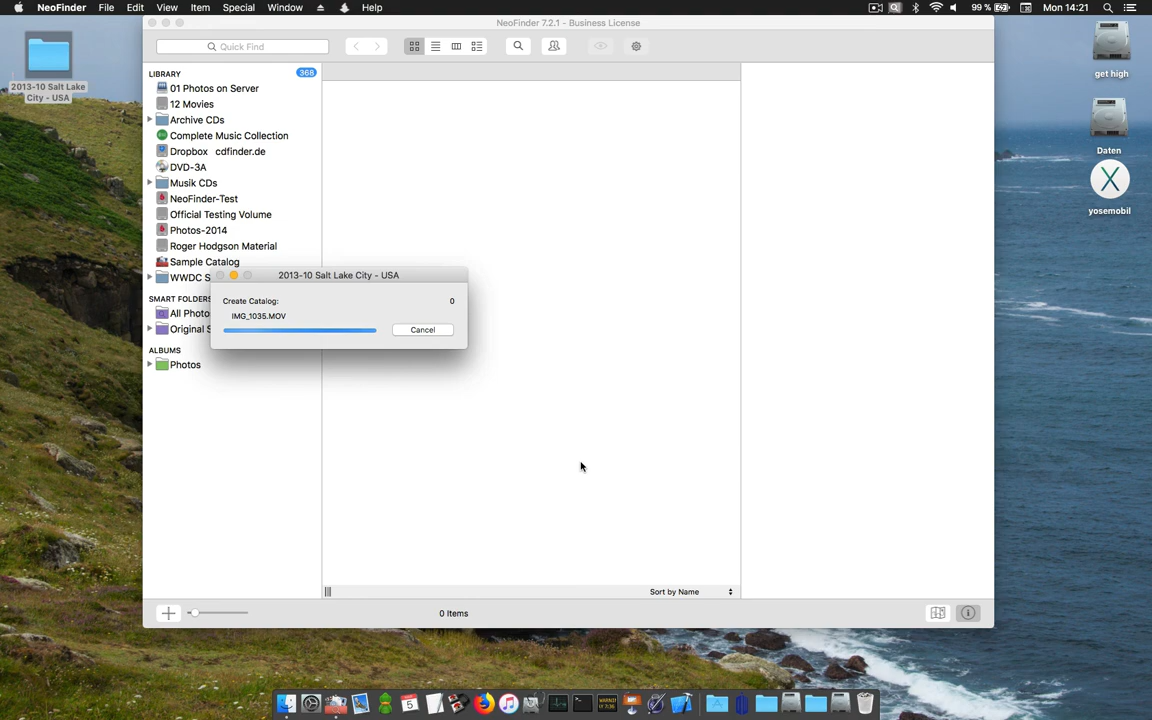 NeoFinder File Edit View Item Special Window Help 99 % Mon 14:21
NeoFinder 7.2.1 - Business License
Quick Find
2013-10 Salt Lake
City - USA
get high
Daten
yosemobil
LIBRARY 368
01 Photos on Server
12 Movies
Archive CDs
Complete Music Collection
Dropbox cdfinder.de
DVD-3A
Musik CDs
NeoFinder-Test
Official Testing Volume
Photos-2014
Roger Hodgson Material
Sample Catalog
WWDC S
SMART FOLDERS
All Photo
Original S
ALBUMS
Photos
2013-10 Salt Lake City - USA
Create Catalog: 0
IMG_1035.MOV
Cancel
Sort by Name
0 Items
5